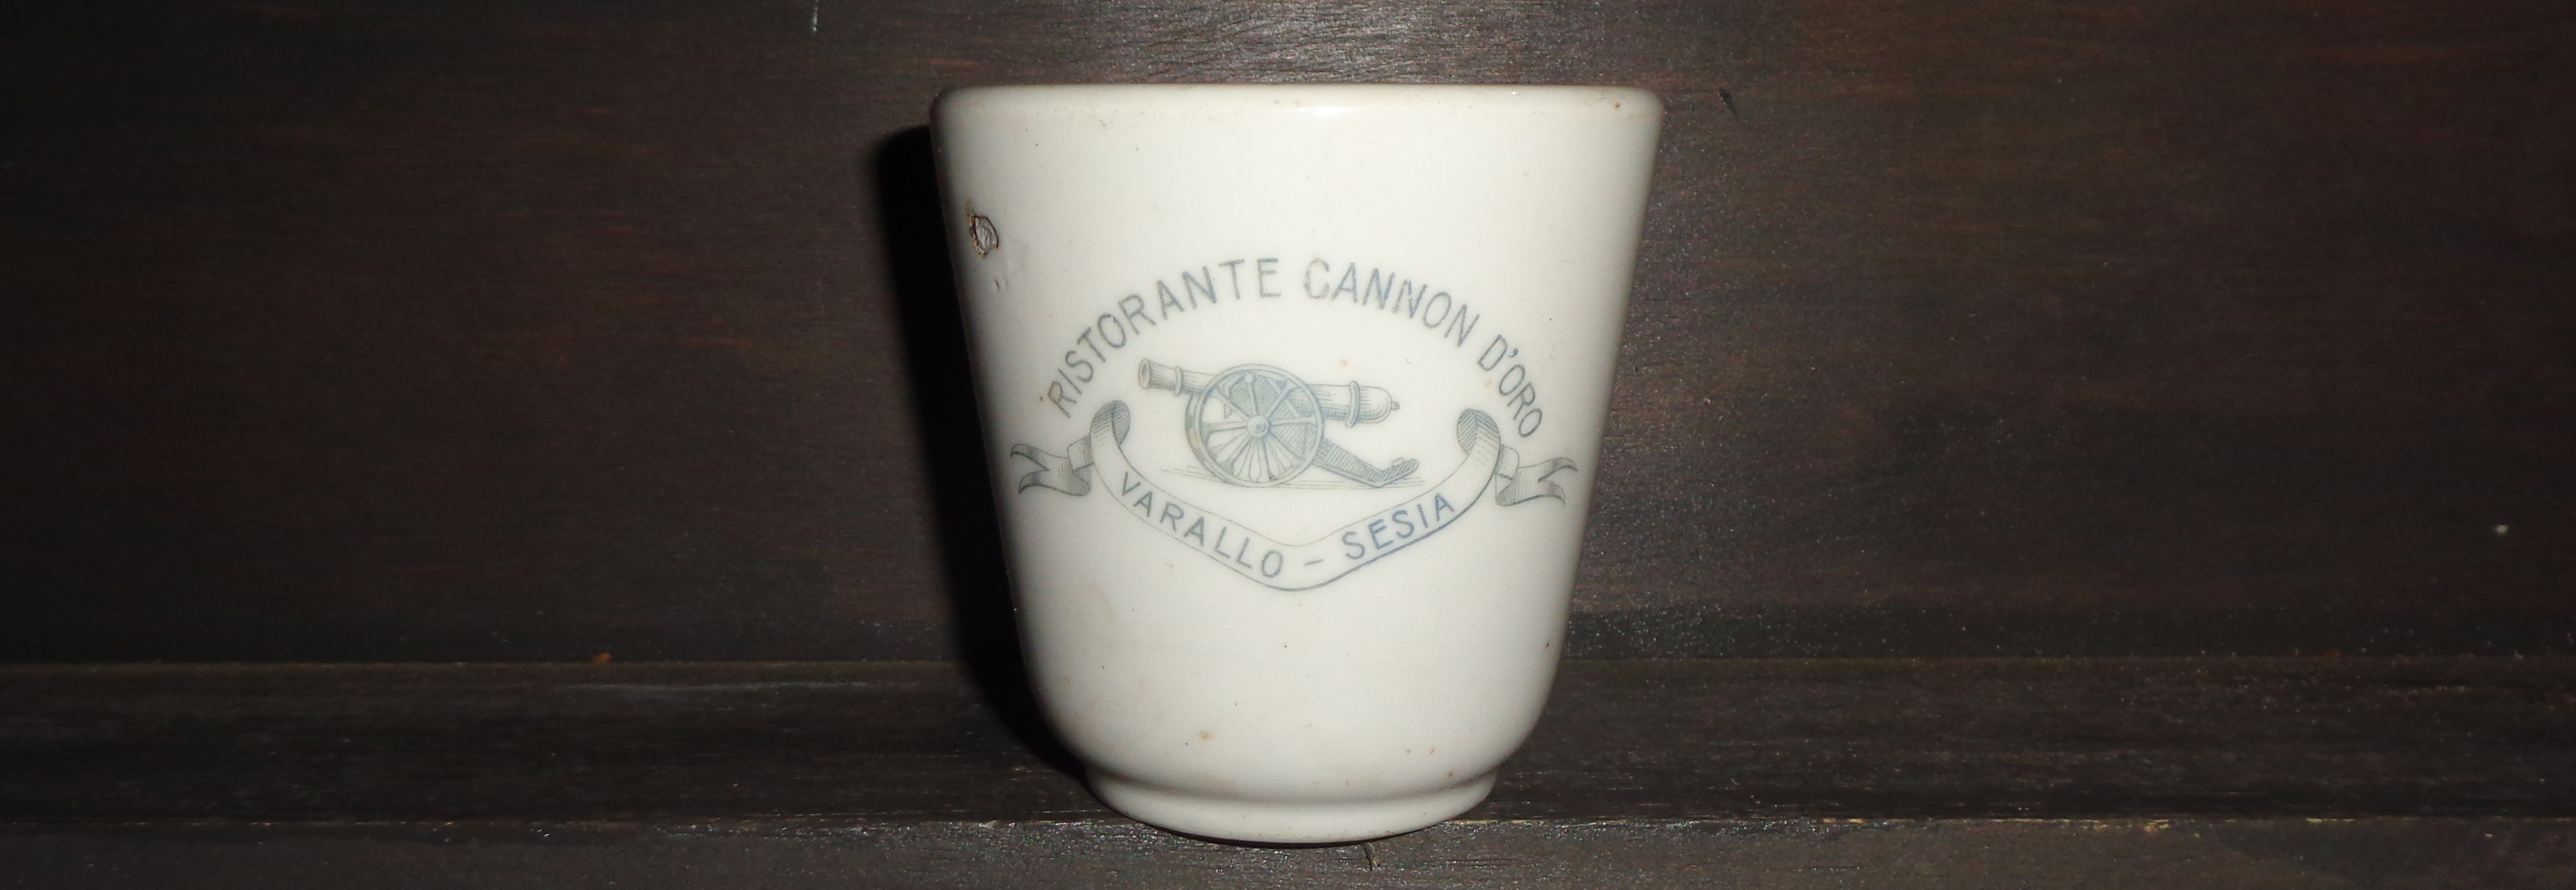 RISTORANTE CANNON D'ORO
VARALLO - SESIA